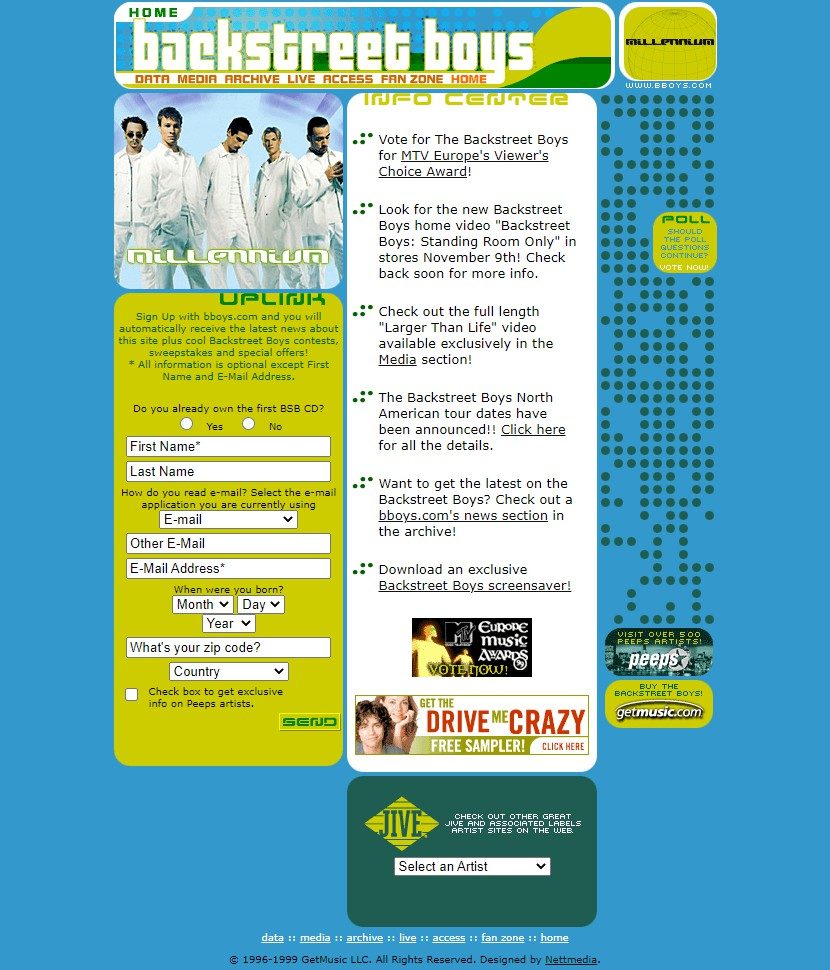 HOME
backstreet boys
DATA MEDIA ARCHIVE LIVE ACCESS FAN ZONE HOME
MILLENNIUM
WWW.BBOYS.COM
MILLENNIUM
UPLINK
Sign Up with bboys.com and you will
automatically receive the latest news about
this site plus cool Backstreet Boys contests,
sweepstakes and special offers!
* All information is optional except First
Name and E-Mail Address.
Do you already own the first BSB CD?
Yes No
First Name*
Last Name
How do you read e-mail? Select the e-mail
application you are currently using
E-mail
Other E-Mail
E-Mail Address*
When were you born?
Month Day
Year
What's your zip code?
Country
Check box to get exclusive
info on Peeps artists.
SEND
INFO CENTER
Vote for The Backstreet Boys
for MTV Europe's Viewer's
Choice Award!
Look for the new Backstreet
Boys home video "Backstreet
Boys: Standing Room Only" in
stores November 9th! Check
back soon for more info.
Check out the full length
"Larger Than Life" video
available exclusively in the
Media section!
The Backstreet Boys North
American tour dates have
been announced!! Click here
for all the details.
Want to get the latest on the
Backstreet Boys? Check out a
bboys.com's news section in
the archive!
Download an exclusive
Backstreet Boys screensaver!
MTV EUROPE
MUSIC
AWARDS
VOTE NOW!
GET THE
DRIVE ME CRAZY
FREE SAMPLER! CLICK HERE
JIVE
CHECK OUT OTHER GREAT
JIVE AND ASSOCIATED LABELS
ARTIST SITES ON THE WEB.
Select an Artist
POLL
SHOULD
THE POLL
QUESTIONS
CONTINUE?
VOTE NOW!
VISIT OVER 500
PEEPS ARTISTS!
peeps
BUY THE
BACKSTREET BOYS!
getmusic.com
data :: media :: archive :: live :: access :: fan zone :: home
© 1996-1999 GetMusic LLC. All Rights Reserved. Designed by Nettmedia.